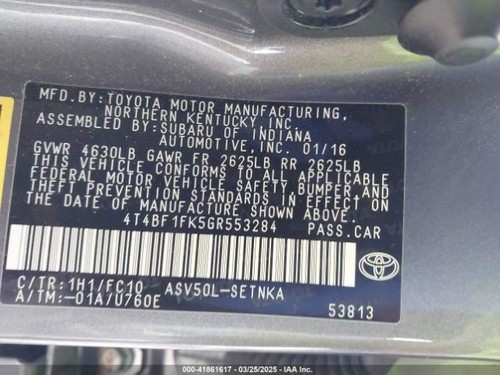 MFD. BY: TOYOTA MOTOR MANUFACTURING,
NORTHERN KENTUCKY, INC.
ASSEMBLED BY: SUBARU OF INDIANA
AUTOMOTIVE, INC. 01/16
GVWR 4630LB GAWR FR 2625LB RR 2625LB
THIS VEHICLE CONFORMS TO ALL APPLICABLE
FEDERAL MOTOR VEHICLE SAFETY, BUMPER AND
THEFT PREVENTION STANDARDS IN EFFECT ON
THE DATE OF MANUFACTURE SHOWN ABOVE.
4T4BF1FK5GR553284 PASS.CAR
C/TR: 1H1/FC10 ASV50L-SETNKA
A/TM:-01A/U760E
TOYOTA
53813
000-41861617 - 03/25/2025 - IAAI.COM